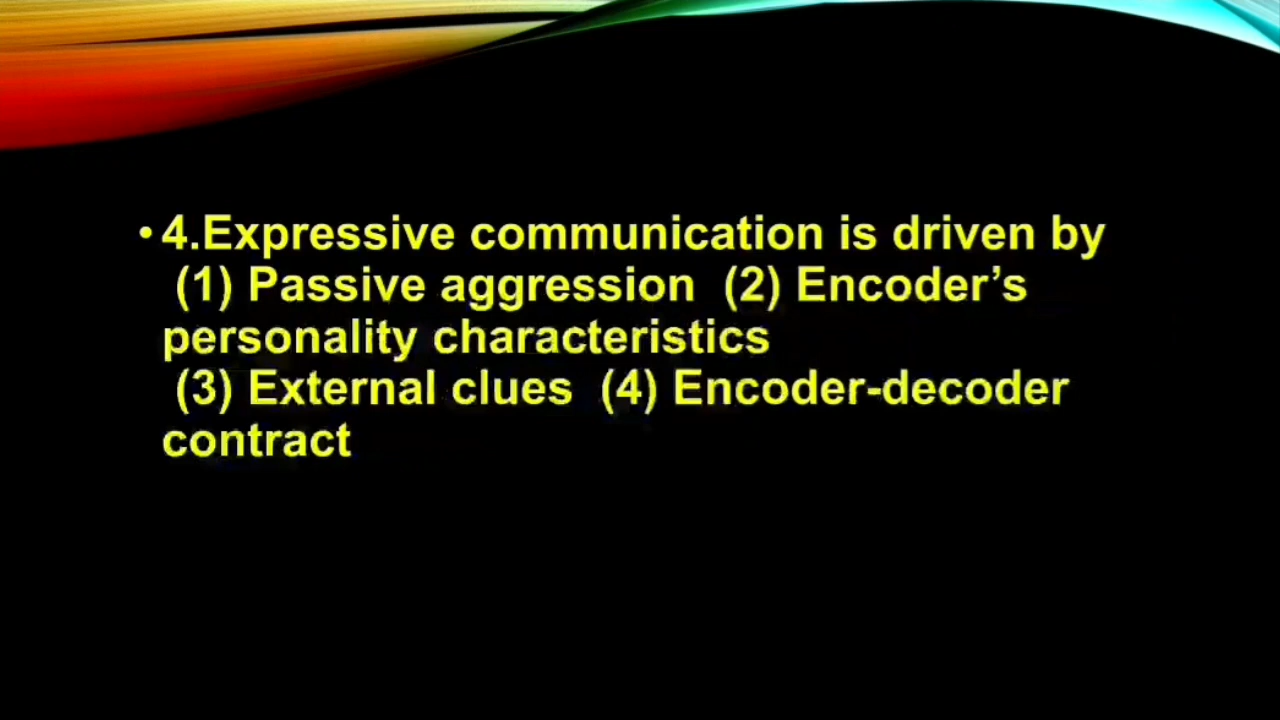 • 4.Expressive communication is driven by
(1) Passive aggression (2) Encoder’s
personality characteristics
(3) External clues (4) Encoder-decoder
contract